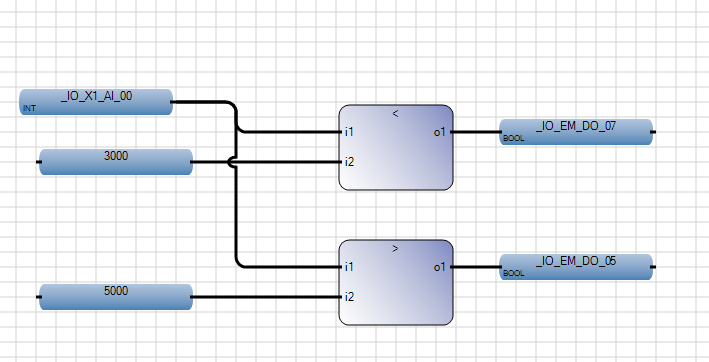 _IO_X1_AI_00
INT
<
i1
o1
_IO_EM_DO_07
BOOL
3000
i2
>
i1
o1
_IO_EM_DO_05
BOOL
5000
i2